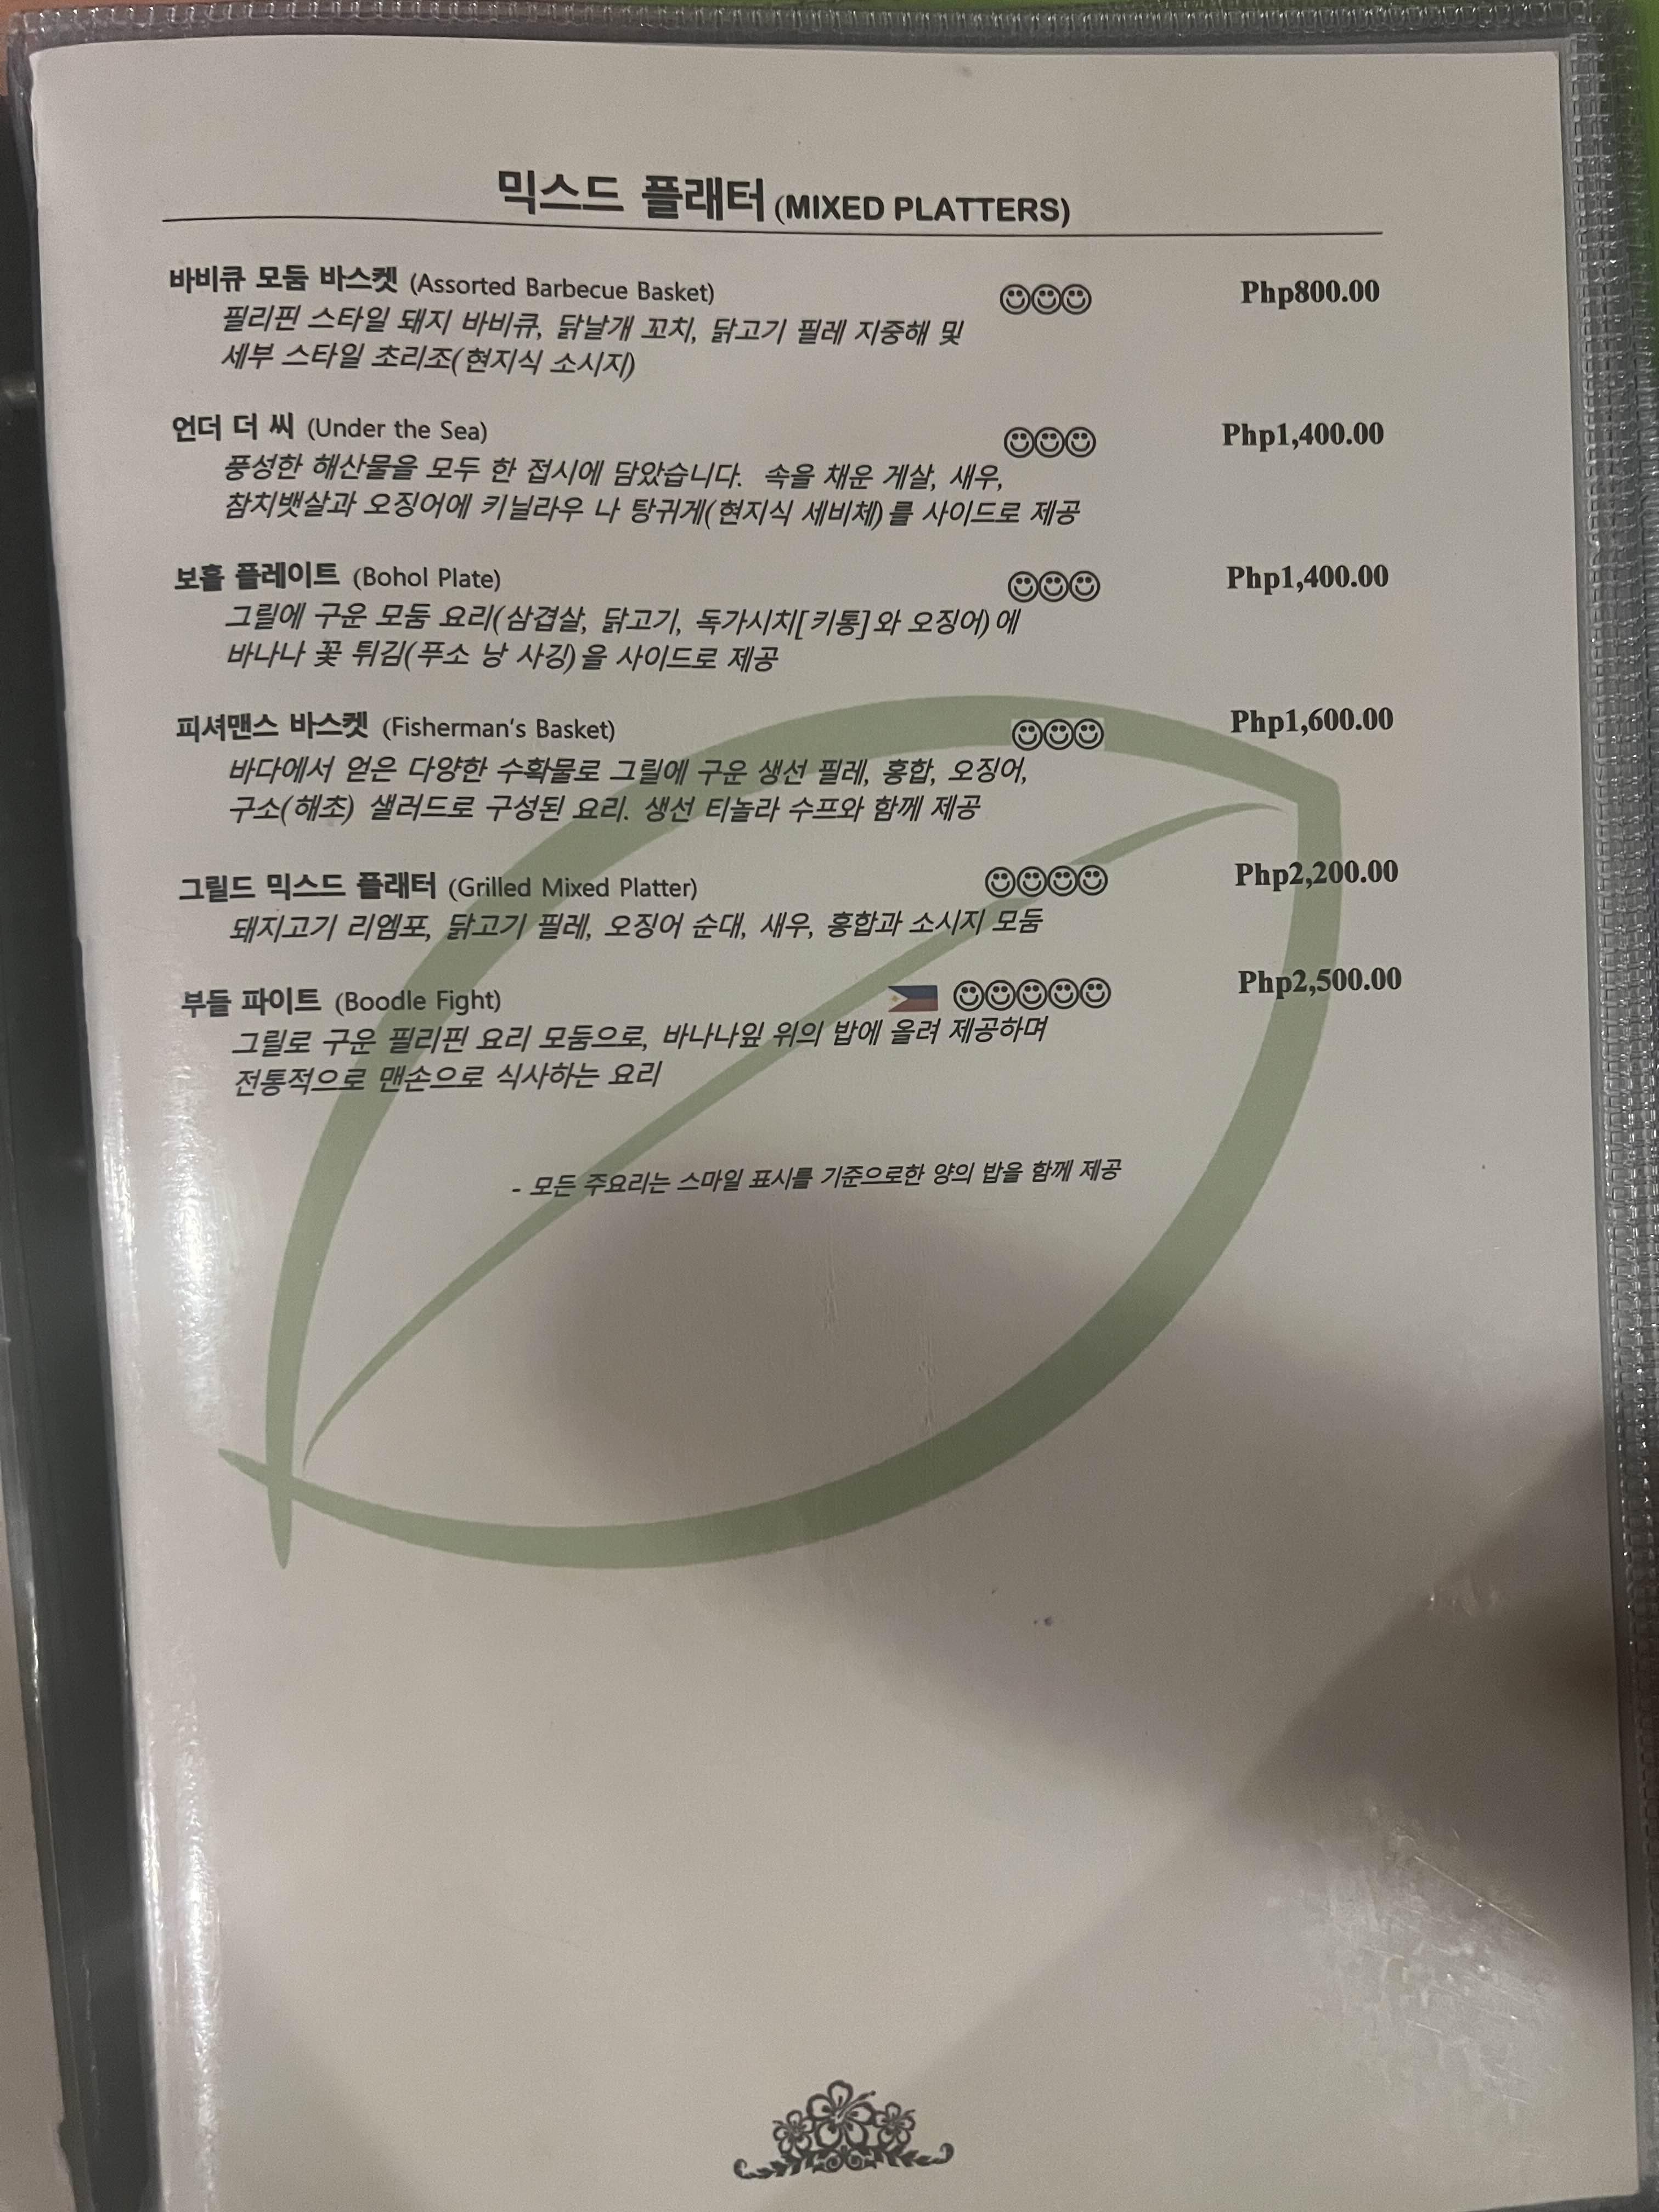 믹스드 플래터 (MIXED PLATTERS)
바비큐 모둠 바스켓 (Assorted Barbecue Basket) ☺☺☺ Php800.00
필리핀 스타일 돼지 바비큐, 닭날개 꼬치, 닭고기 필레 지중해 및
세부 스타일 초리조(현지식 소시지)
언더 더 씨 (Under the Sea) ☺☺☺ Php1,400.00
풍성한 해산물을 모두 한 접시에 담았습니다. 속을 채운 게살, 새우,
참치뱃살과 오징어에 키닐라우 나 탕귀게(현지식 세비체)를 사이드로 제공
보홀 플레이트 (Bohol Plate) ☺☺☺ Php1,400.00
그릴에 구운 모둠 요리(삼겹살, 닭고기, 독가시치[키통]와 오징어)에
바나나 꽃 튀김(푸소 낭 사깅)을 사이드로 제공
피셔맨스 바스켓 (Fisherman's Basket) ☺☺☺ Php1,600.00
바다에서 얻은 다양한 수확물로 그릴에 구운 생선 필레, 홍합, 오징어,
구소(해초) 샐러드로 구성된 요리. 생선 티놀라 수프와 함께 제공
그릴드 믹스드 플래터 (Grilled Mixed Platter) ☺☺☺☺ Php2,200.00
돼지고기 리엠포, 닭고기 필레, 오징어 순대, 새우, 홍합과 소시지 모둠
부들 파이트 (Boodle Fight) 🇵🇭 ☺☺☺☺☺ Php2,500.00
그릴로 구운 필리핀 요리 모둠으로, 바나나잎 위의 밥에 올려 제공하며
전통적으로 맨손으로 식사하는 요리
- 모든 주요리는 스마일 표시를 기준으로한 양의 밥을 함께 제공